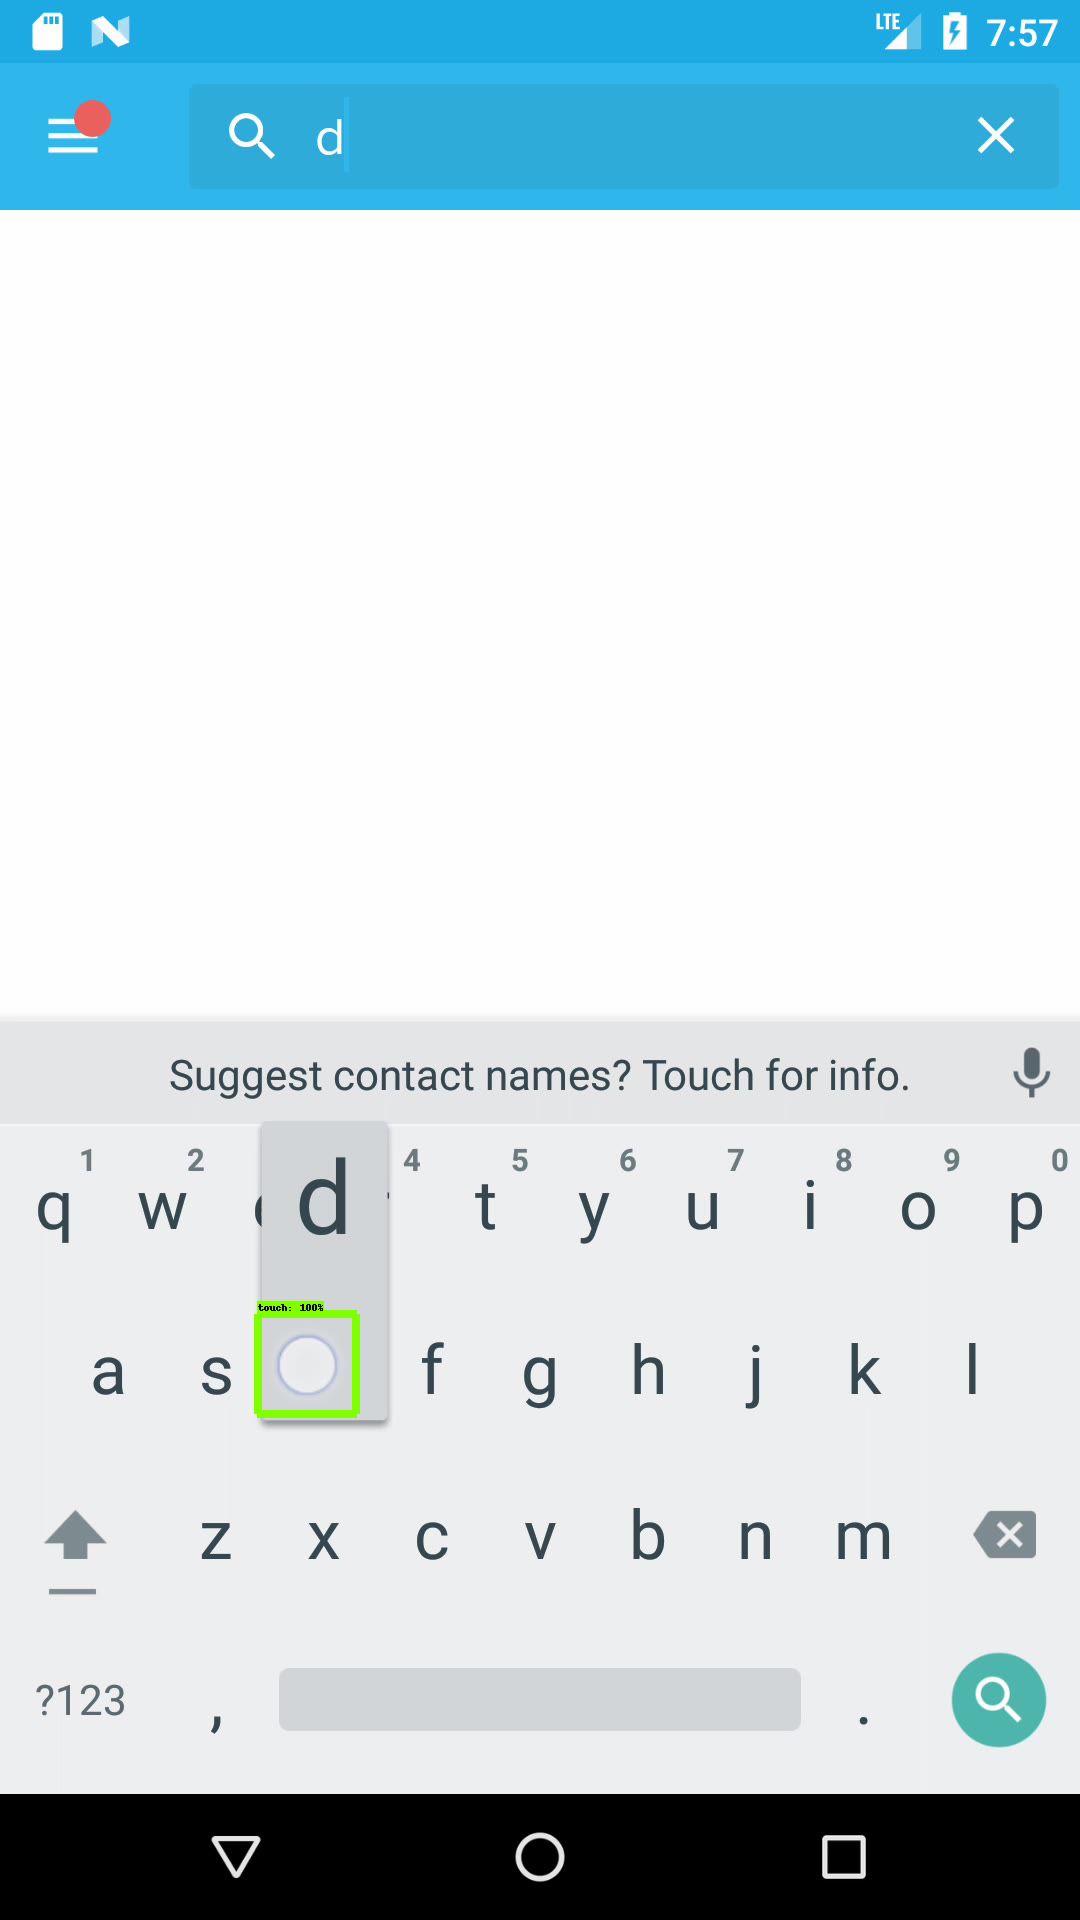 LTE 7:57
d
Suggest contact names? Touch for info.
1 2 4 5 6 7 8 9 0
q w d t y u i o p
touch: 100%
a s f g h j k l
z x c v b n m
?123 , .